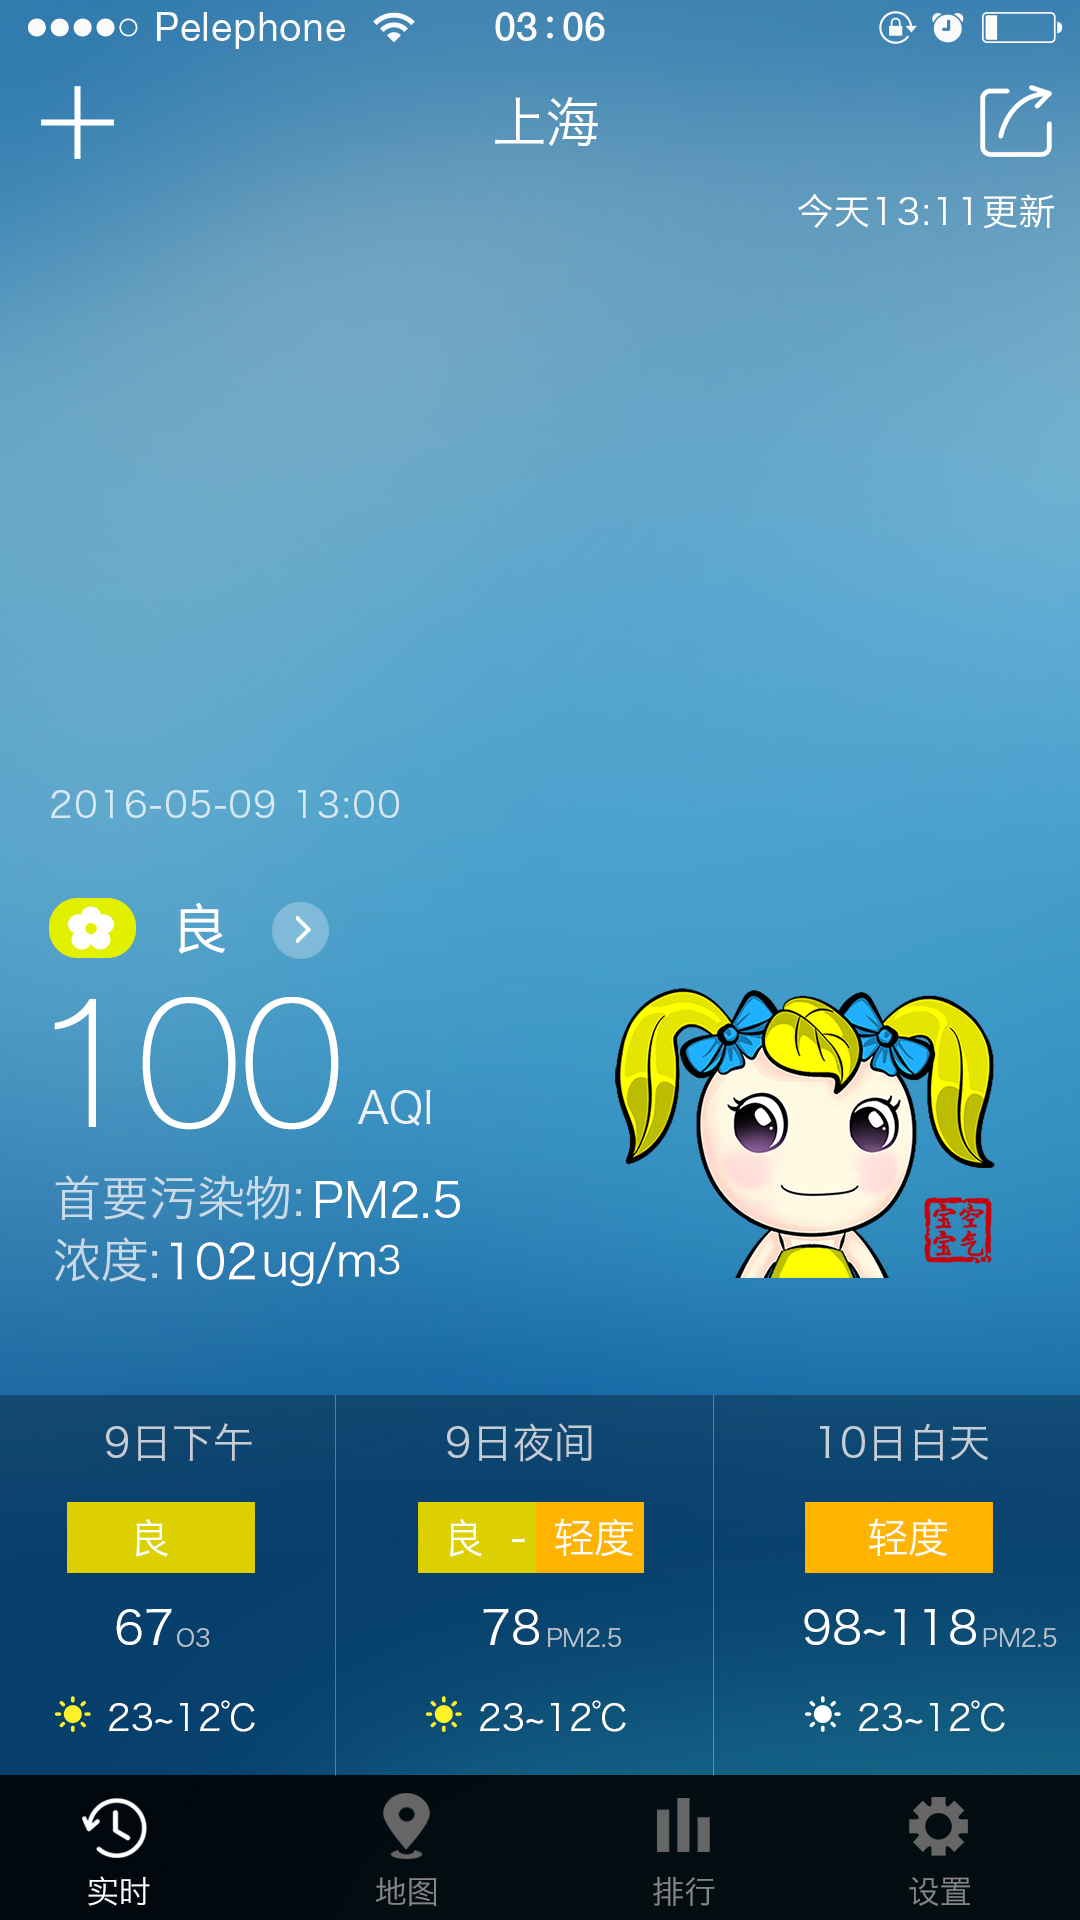 Pelephone 03:06
上海
今天13:11更新
2016-05-09 13:00
良
100 AQI
首要污染物:PM2.5
浓度:102ug/m3
宝空
宝气
9日下午 9日夜间 10日白天
良 良 - 轻度 轻度
67 O3 78 PM2.5 98~118 PM2.5
23~12℃ 23~12℃ 23~12℃
实时 地图 排行 设置